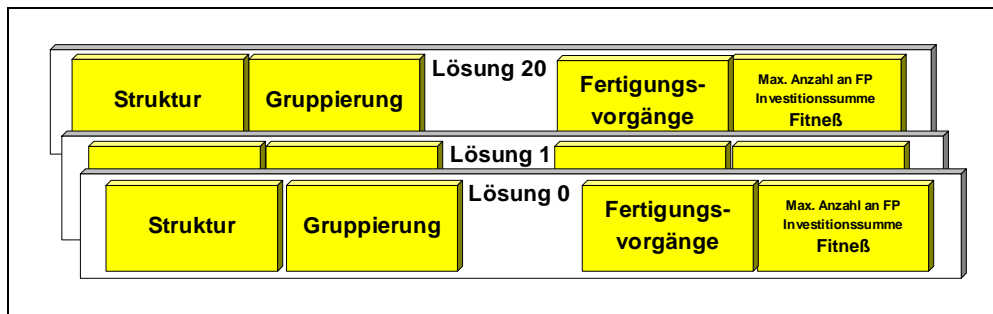 Lösung 20
Struktur
Gruppierung
Fertigungs-
vorgänge
Max. Anzahl an FP
Investitionssumme
Fitneß
Lösung 1
Lösung 0
Struktur
Gruppierung
Fertigungs-
vorgänge
Max. Anzahl an FP
Investitionssumme
Fitneß